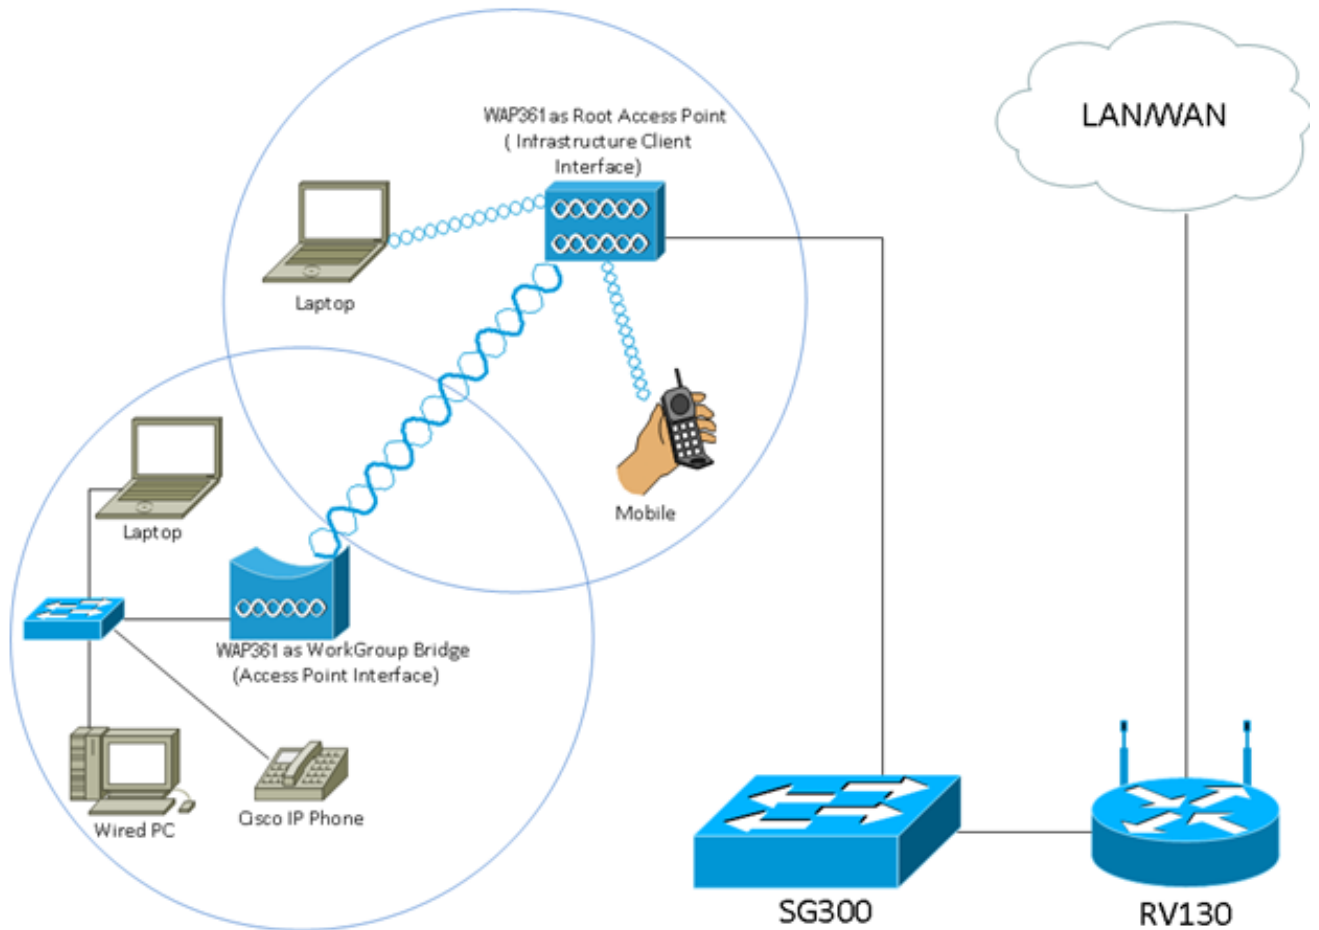 WAP361 as Root Access Point
( Infrastructure Client
Interface)
LAN/WAN
Laptop
Mobile
Laptop
WAP361 as WorkGroup Bridge
(Access Point Interface)
Wired PC
Cisco IP Phone
SG300
RV130